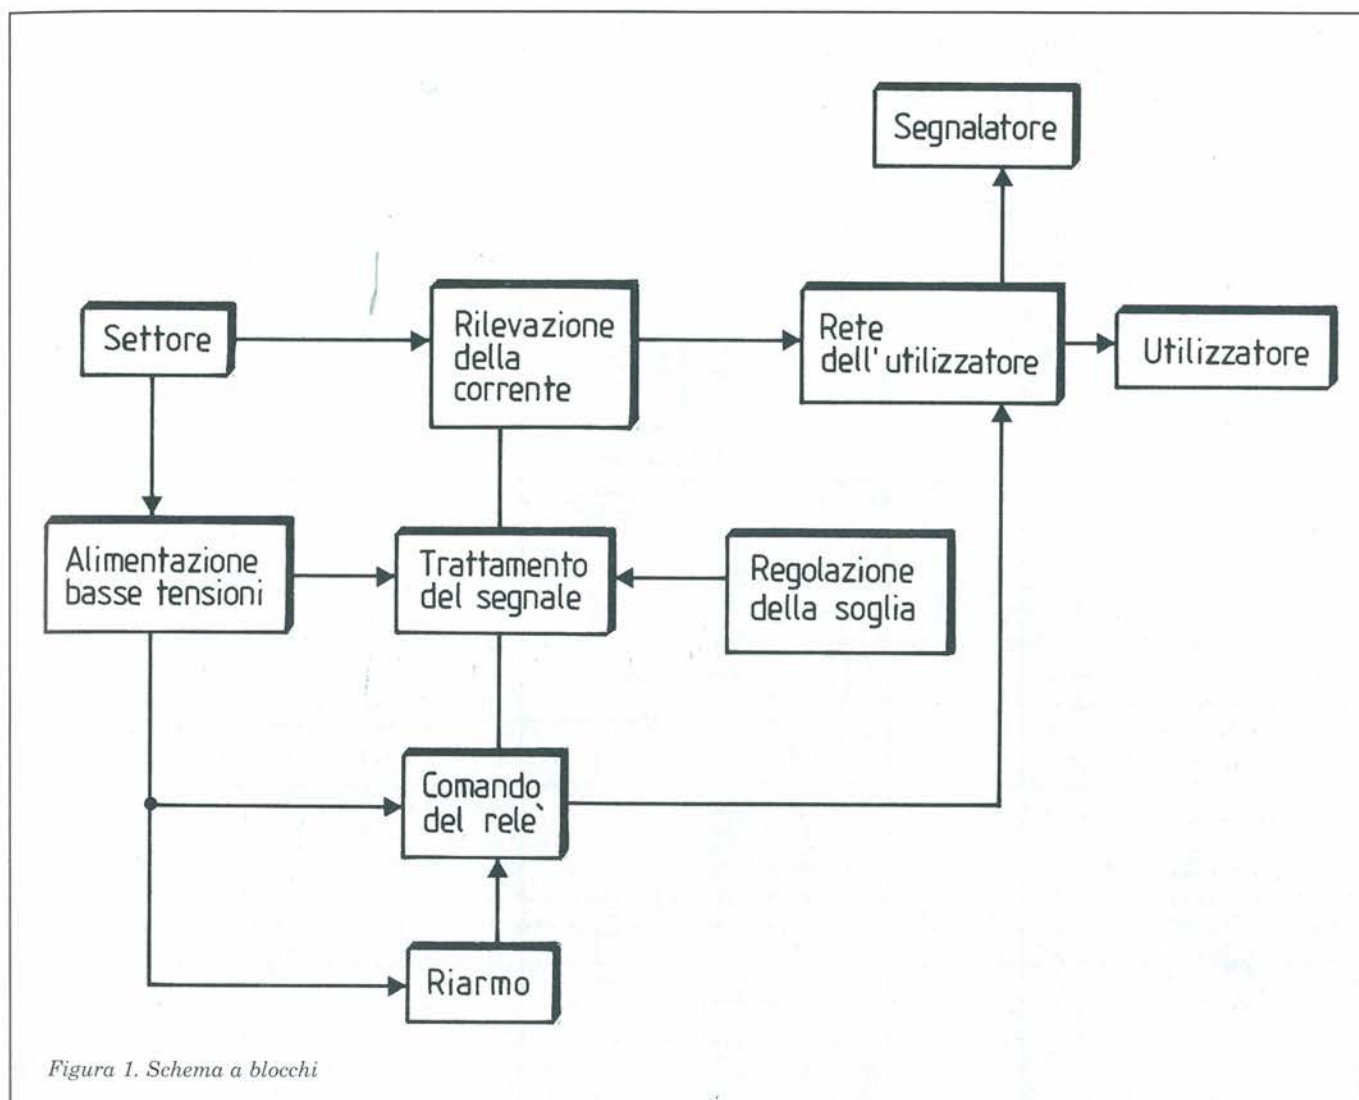 Segnalatore
Settore
Rilevazione
della
corrente
Rete
dell'utilizzatore
Utilizzatore
Alimentazione
basse tensioni
Trattamento
del segnale
Regolazione
della soglia
Comando
del relè
Riarmo
Figura 1. Schema a blocchi